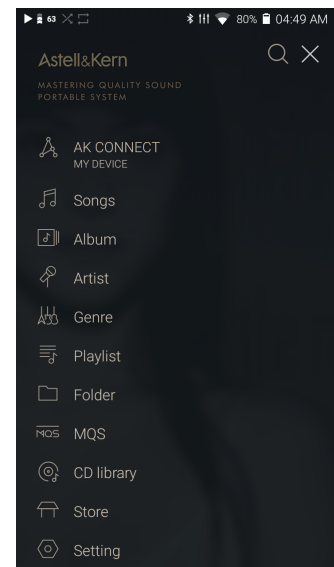 63 80% 04:49 AM
Astell&Kern
MASTERING QUALITY SOUND
PORTABLE SYSTEM
AK CONNECT
MY DEVICE
Songs
Album
Artist
Genre
Playlist
Folder
MQS MQS
CD library
Store
Setting